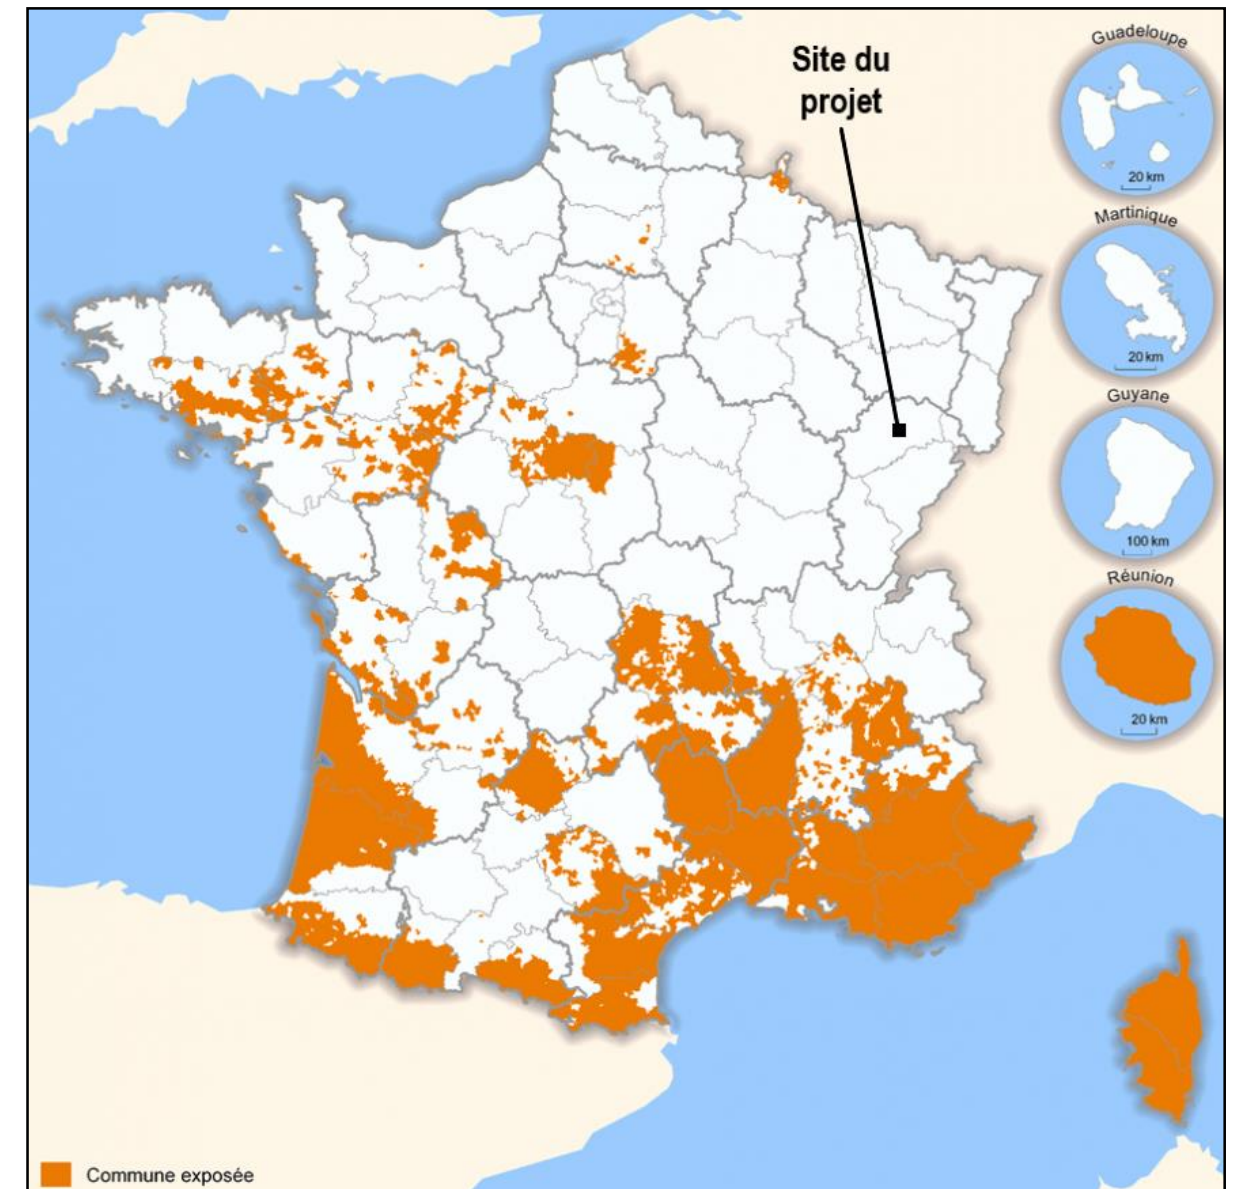 Site du
projet
Guadeloupe
20 km
Martinique
20 km
Guyane
100 km
Réunion
20 km
Commune exposée